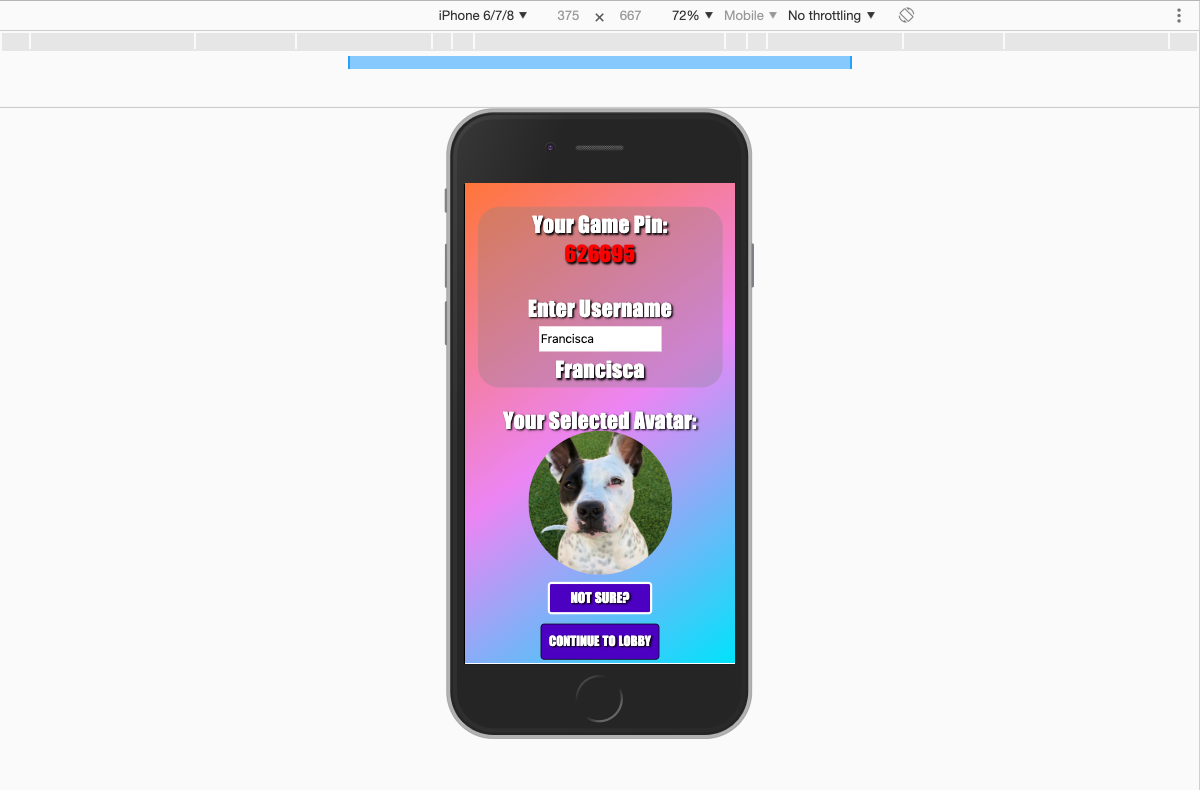 iPhone 6/7/8 ▼ 375 × 667 72% ▼ Mobile ▼ No throttling ▼
Your Game Pin:
626695
Enter Username
Francisca
Francisca
Your Selected Avatar:
NOT SURE?
CONTINUE TO LOBBY